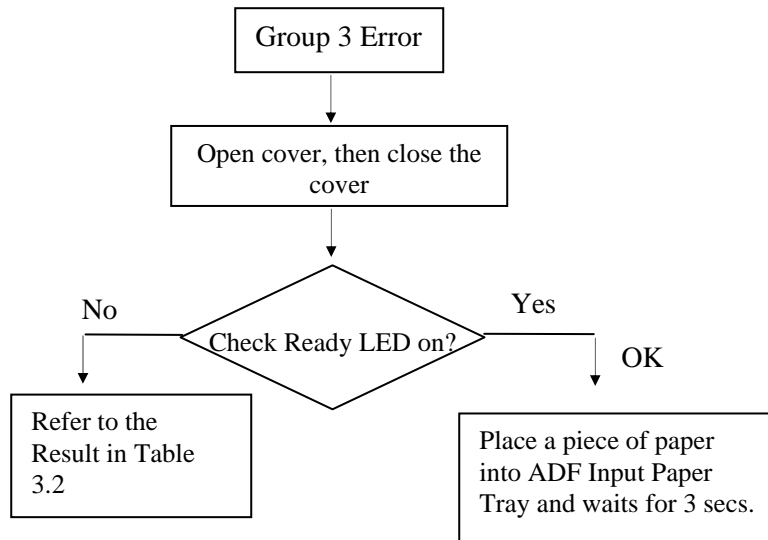 Group 3 Error
Open cover, then close the
cover
No
Yes
Check Ready LED on?
OK
Refer to the
Result in Table
3.2
Place a piece of paper
into ADF Input Paper
Tray and waits for 3 secs.